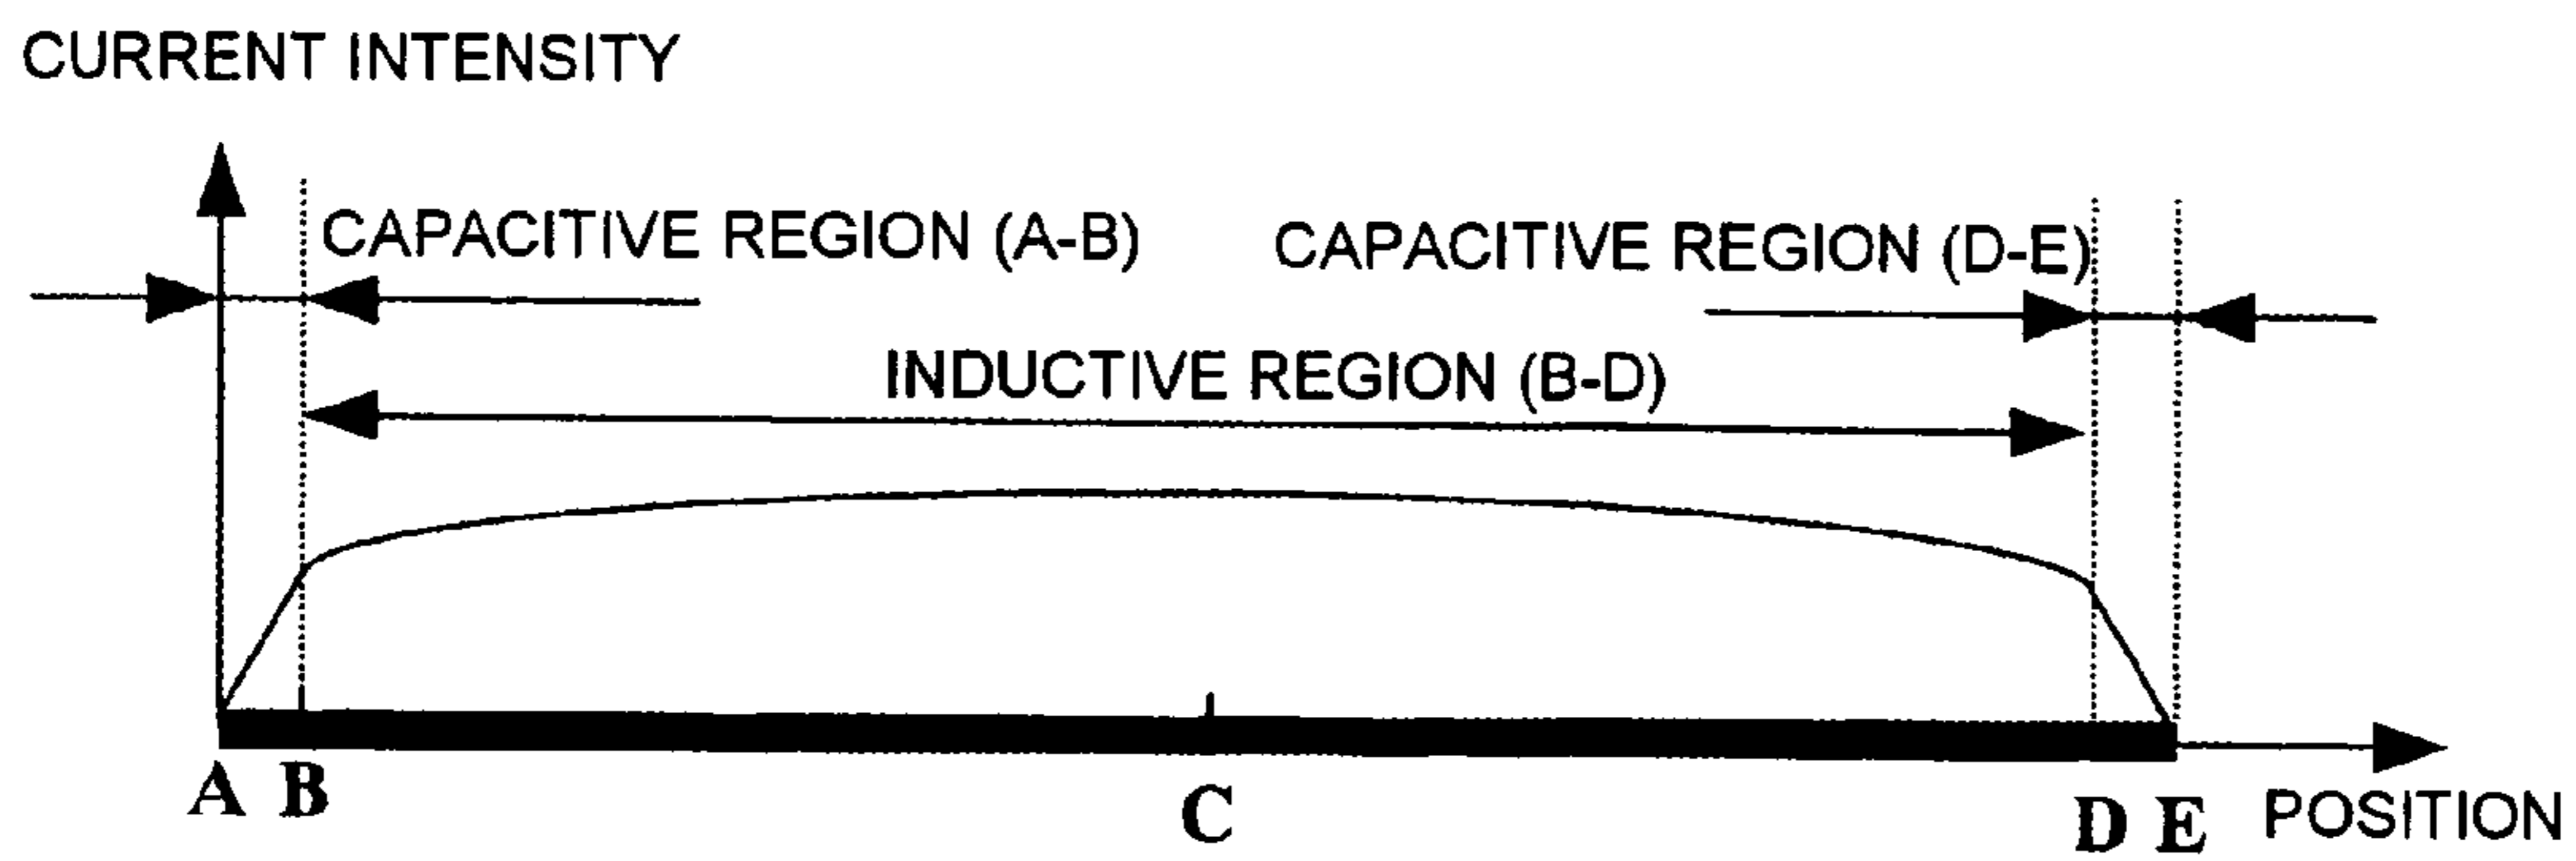 CURRENT INTENSITY
CAPACITIVE REGION (A-B)
CAPACITIVE REGION (D-E)
INDUCTIVE REGION (B-D)
A B C D E POSITION